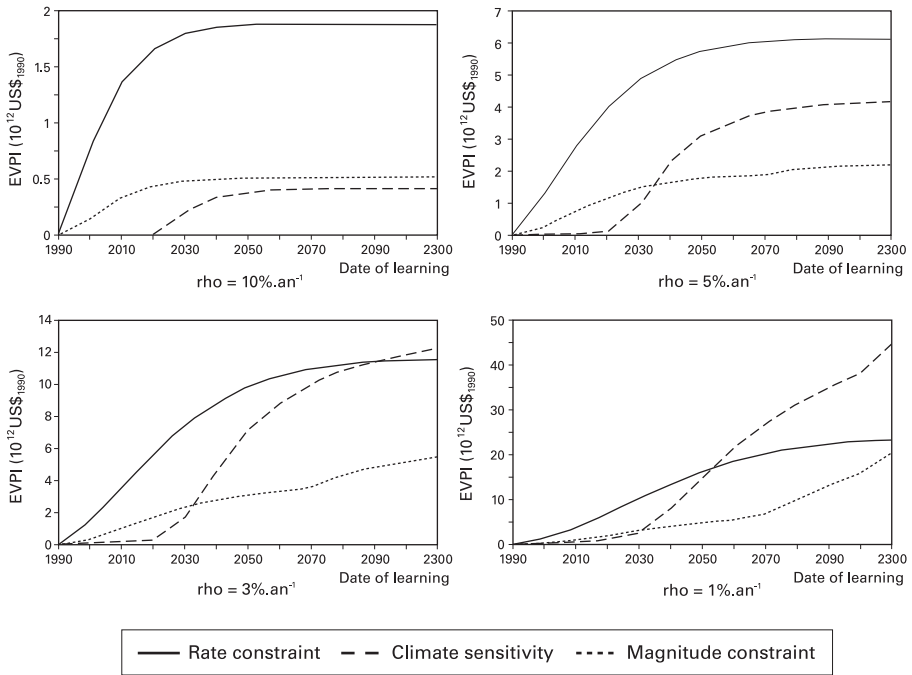 EVPI (10¹²US$₁₉₉₀)
2
1.5
1
0.5
0
1990 2010 2030 2050 2070 2090 2300
Date of learning
rho = 10%.an⁻¹
EVPI (10¹²US$₁₉₉₀)
7
6
5
4
3
2
1
0
1990 2010 2030 2050 2070 2090 2300
Date of learning
rho = 5%.an⁻¹
EVPI (10¹²US$₁₉₉₀)
14
12
10
8
6
4
2
0
1990 2010 2030 2050 2070 2090 2300
Date of learning
rho = 3%.an⁻¹
EVPI (10¹²US$₁₉₉₀)
50
40
30
20
10
0
1990 2010 2030 2050 2070 2090 2300
Date of learning
rho = 1%.an⁻¹
Rate constraint Climate sensitivity Magnitude constraint